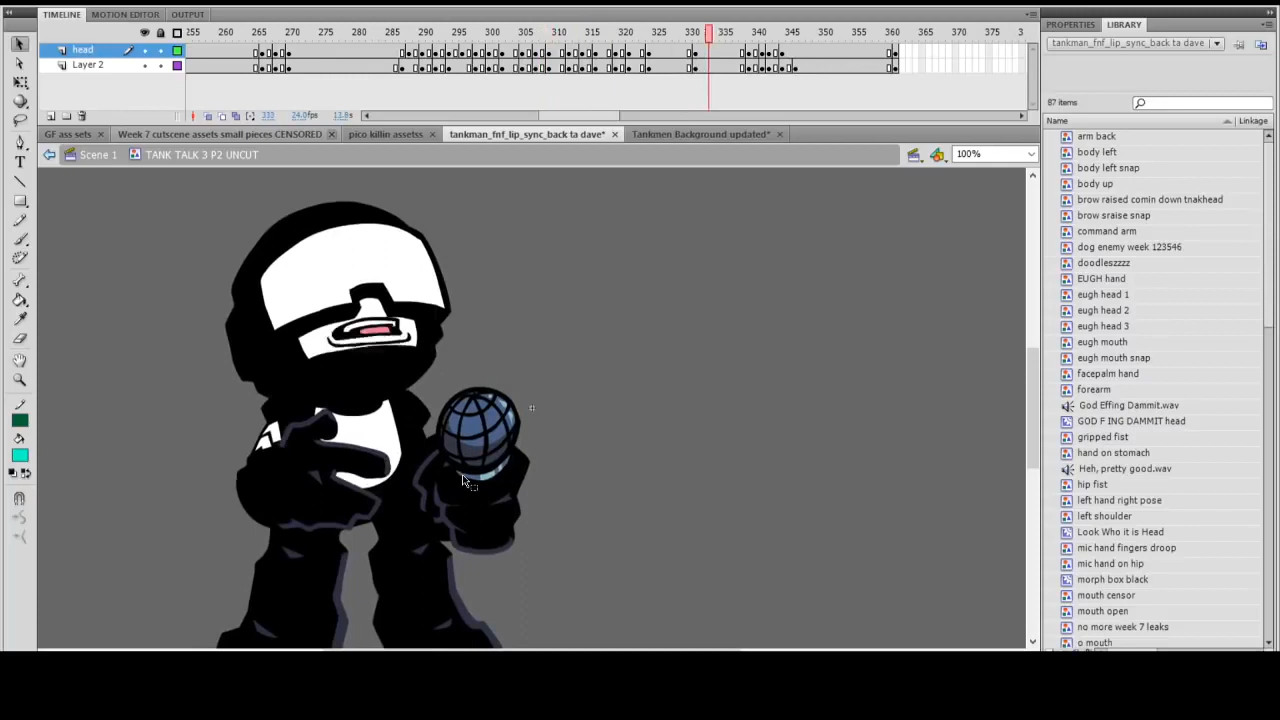 TIMELINE MOTION EDITOR OUTPUT
PROPERTIES LIBRARY
255 260 265 270 275 280 285 290 295 300 305 310 315 320 325 330 335 340 345 350 355 360 365 370 375 3
head
Layer 2
tankman_fnf_lip_sync_back ta dave*
87 items
333 24.0fps 13.8s
Name Linkage
GF ass sets Week 7 cutscene assets small pieces CENSORED pico killin assetss tankman_fnf_lip_sync_back ta dave* Tankmen Background updated*
Scene 1 TANK TALK 3 P2 UNCUT 100%
arm back
body left
body left snap
body up
brow raised comin down tnakhead
brow sraise snap
command arm
dog enemy week 123546
doodleszzzz
EUGH hand
eugh head 1
eugh head 2
eugh head 3
eugh mouth
eugh mouth snap
facepalm hand
forearm
God Effing Dammit.wav
GOD F ING DAMMIT head
gripped fist
hand on stomach
Heh, pretty good.wav
hip fist
left hand right pose
left shoulder
Look Who it is Head
mic hand fingers droop
mic hand on hip
morph box black
mouth censor
mouth open
no more week 7 leaks
o mouth